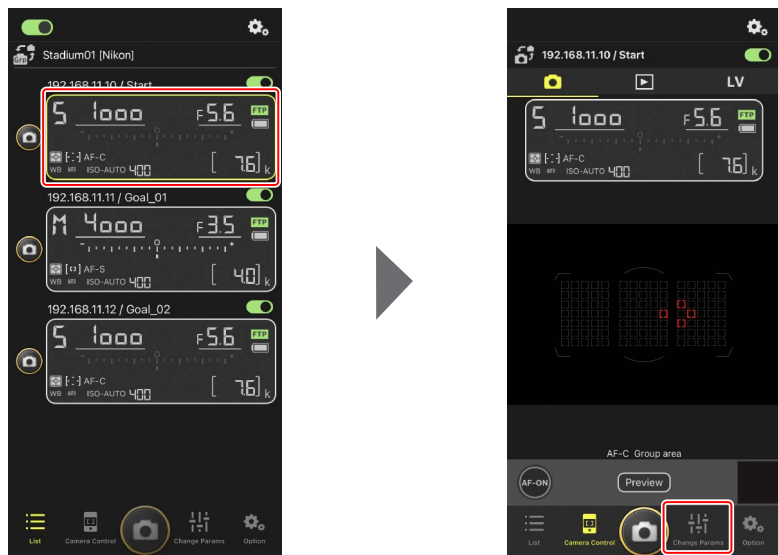 Grp Stadium01 [Nikon]
192.168.11.10 / Start
S 1000 F5.6 FTP
AF-C
WB ISO-AUTO 400 [ 7.6] k
192.168.11.11 / Goal_01
M 4000 F3.5 FTP
AF-S
WB ISO-AUTO 400 [ 4.0] k
192.168.11.12 / Goal_02
S 1000 F5.6 FTP
AF-C
WB ISO-AUTO 400 [ 7.6] k
List Camera Control Change Params Option
192.168.11.10 / Start
LV
S 1000 F5.6 FTP
AF-C
WB ISO-AUTO 400 [ 7.6] k
AF-C Group area
AF-ON Preview
List Camera Control Change Params Option